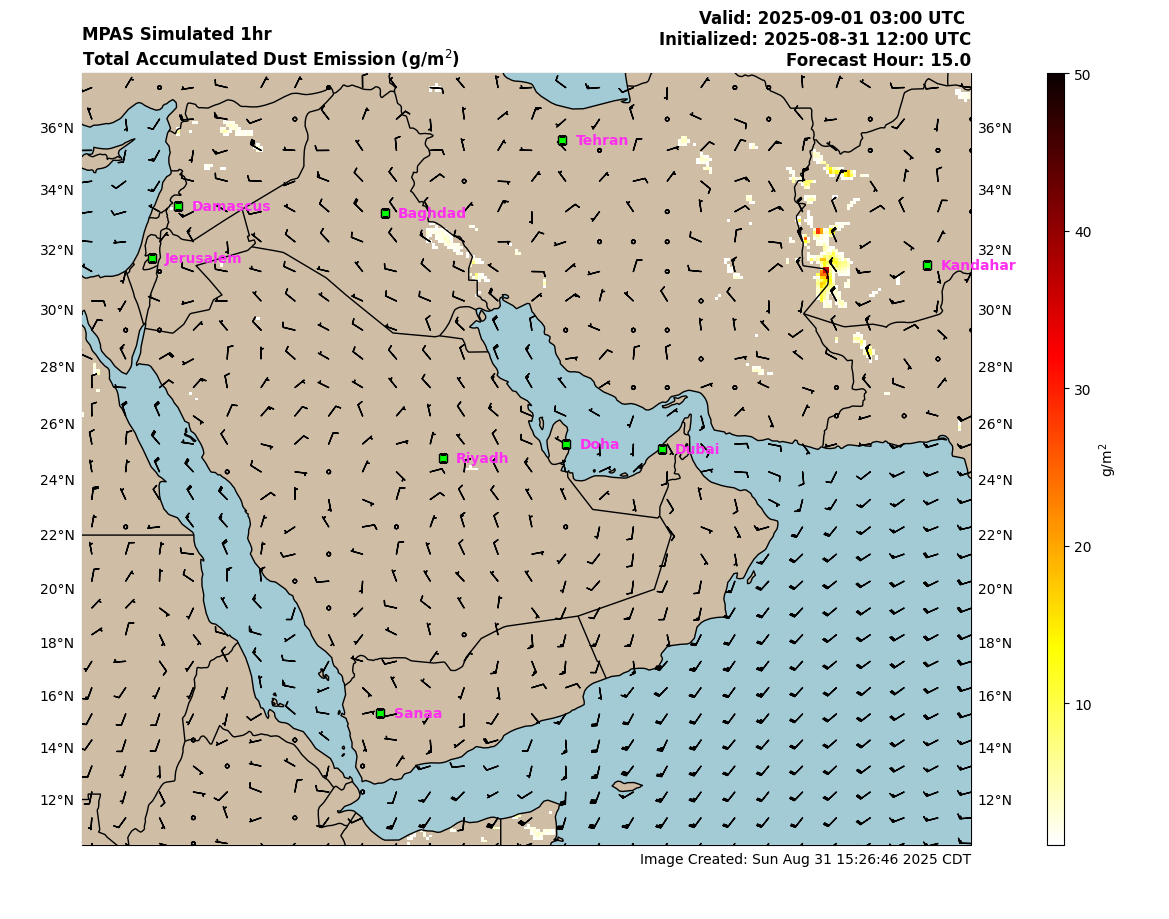 MPAS Simulated 1hr
Total Accumulated Dust Emission (g/m²)
Valid: 2025-09-01 03:00 UTC
Initialized: 2025-08-31 12:00 UTC
Forecast Hour: 15.0
36°N
34°N
32°N
30°N
28°N
26°N
24°N
22°N
20°N
18°N
16°N
14°N
12°N
Tehran
Damascus
Baghdad
Jerusalem
Kandahar
Doha
Dubai
Riyadh
Sanaa
36°N
34°N
32°N
30°N
28°N
26°N
24°N
22°N
20°N
18°N
16°N
14°N
12°N
50
40
30
20
10
g/m²
Image Created: Sun Aug 31 15:26:46 2025 CDT